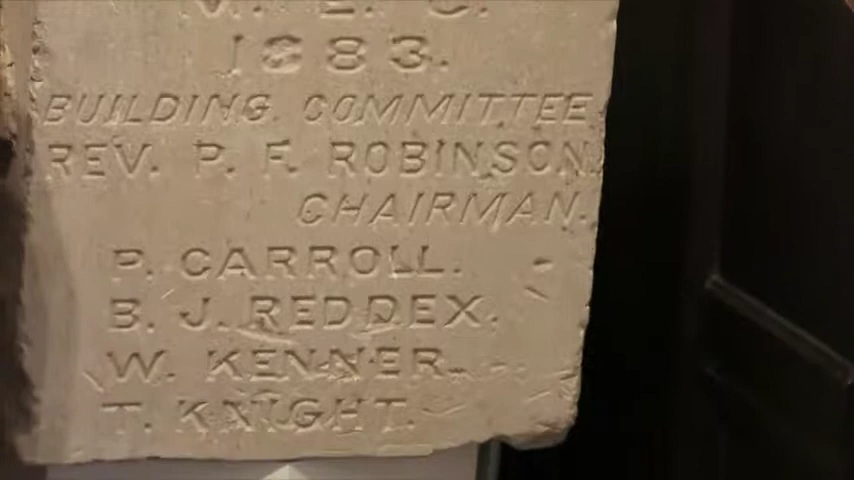 M. E. C.
1883.
BUILDING. COMMITTEE
REV. P. F. ROBINSON.
CHAIRMAN.
P. CARROLL.
B. J. REDDEX.
W. KENNER.
T. KNIGHT.